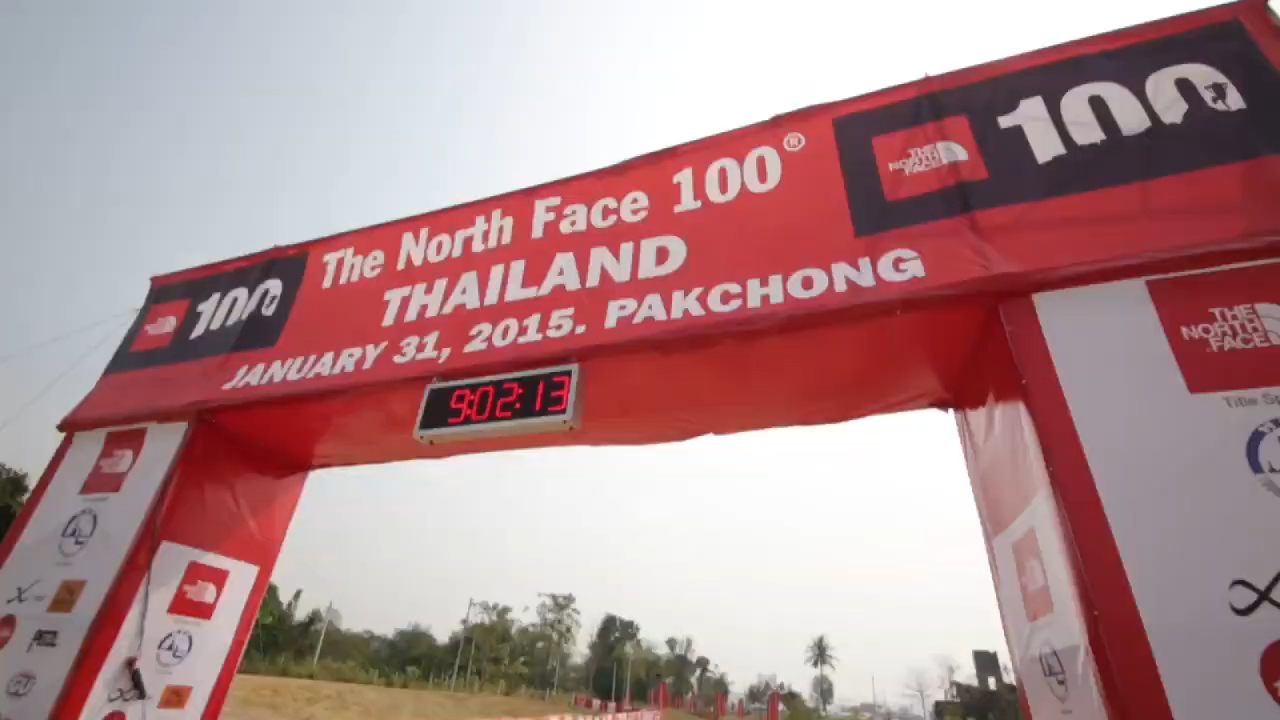 The North Face 100®
THAILAND
JANUARY 31, 2015. PAKCHONG
100
THE NORTH FACE
100
9:02:13
THE
NORTH
FACE